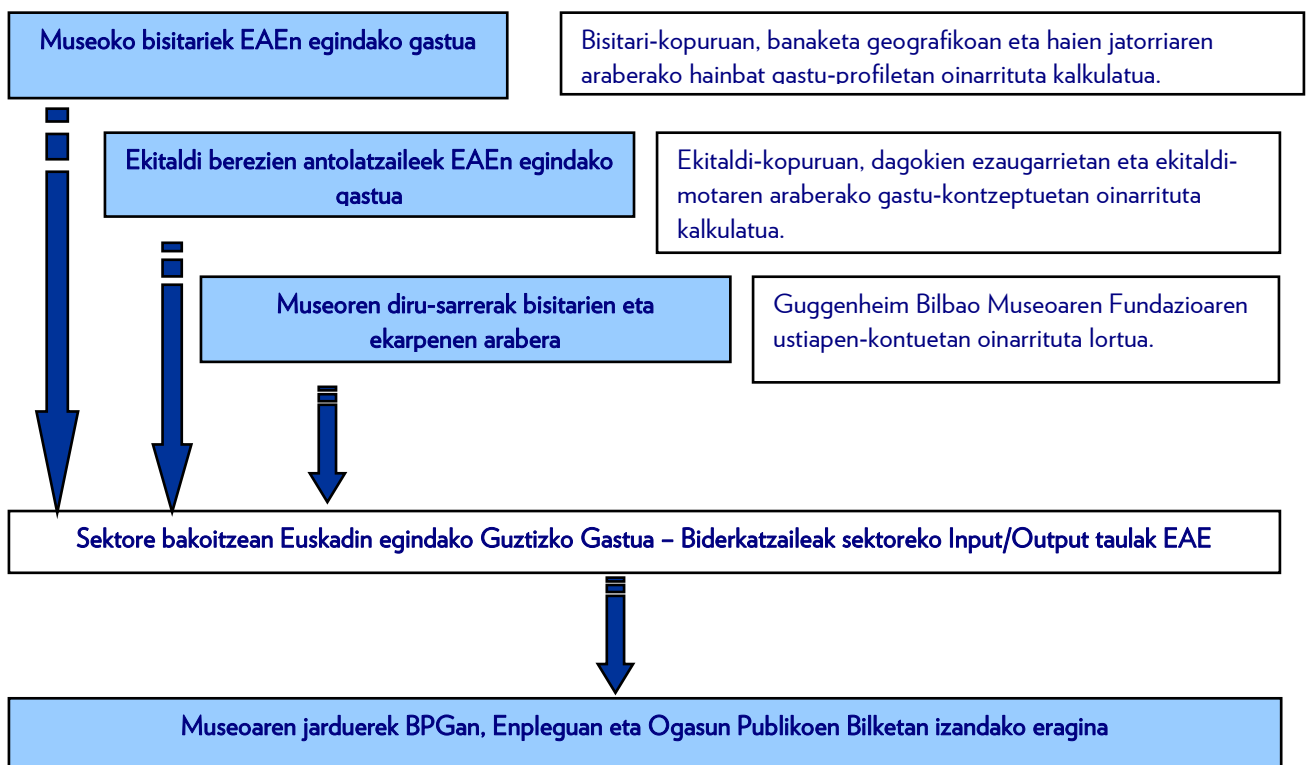 Museoko bisitariek EAEn egindako gastua
Bisitari-kopuruan, banaketa geografikoan eta haien jatorriaren
araberako hainbat gastu-profiletan oinarrituta kalkulatua.
Ekitaldi berezien antolatzaileek EAEn egindako
gastua
Ekitaldi-kopuruan, dagokien ezaugarrietan eta ekitaldi-
motaren araberako gastu-kontzeptuetan oinarrituta
kalkulatua.
Museoren diru-sarrerak bisitarien eta
ekarpenen arabera
Guggenheim Bilbao Museoaren Fundazioaren
ustiapen-kontuetan oinarrituta lortua.
Sektore bakoitzean Euskadin egindako Guztizko Gastua – Biderkatzaileak sektoreko Input/Output taulak EAE
Museoaren jarduerek BPGan, Enpleguan eta Ogasun Publikoen Bilketan izandako eragina